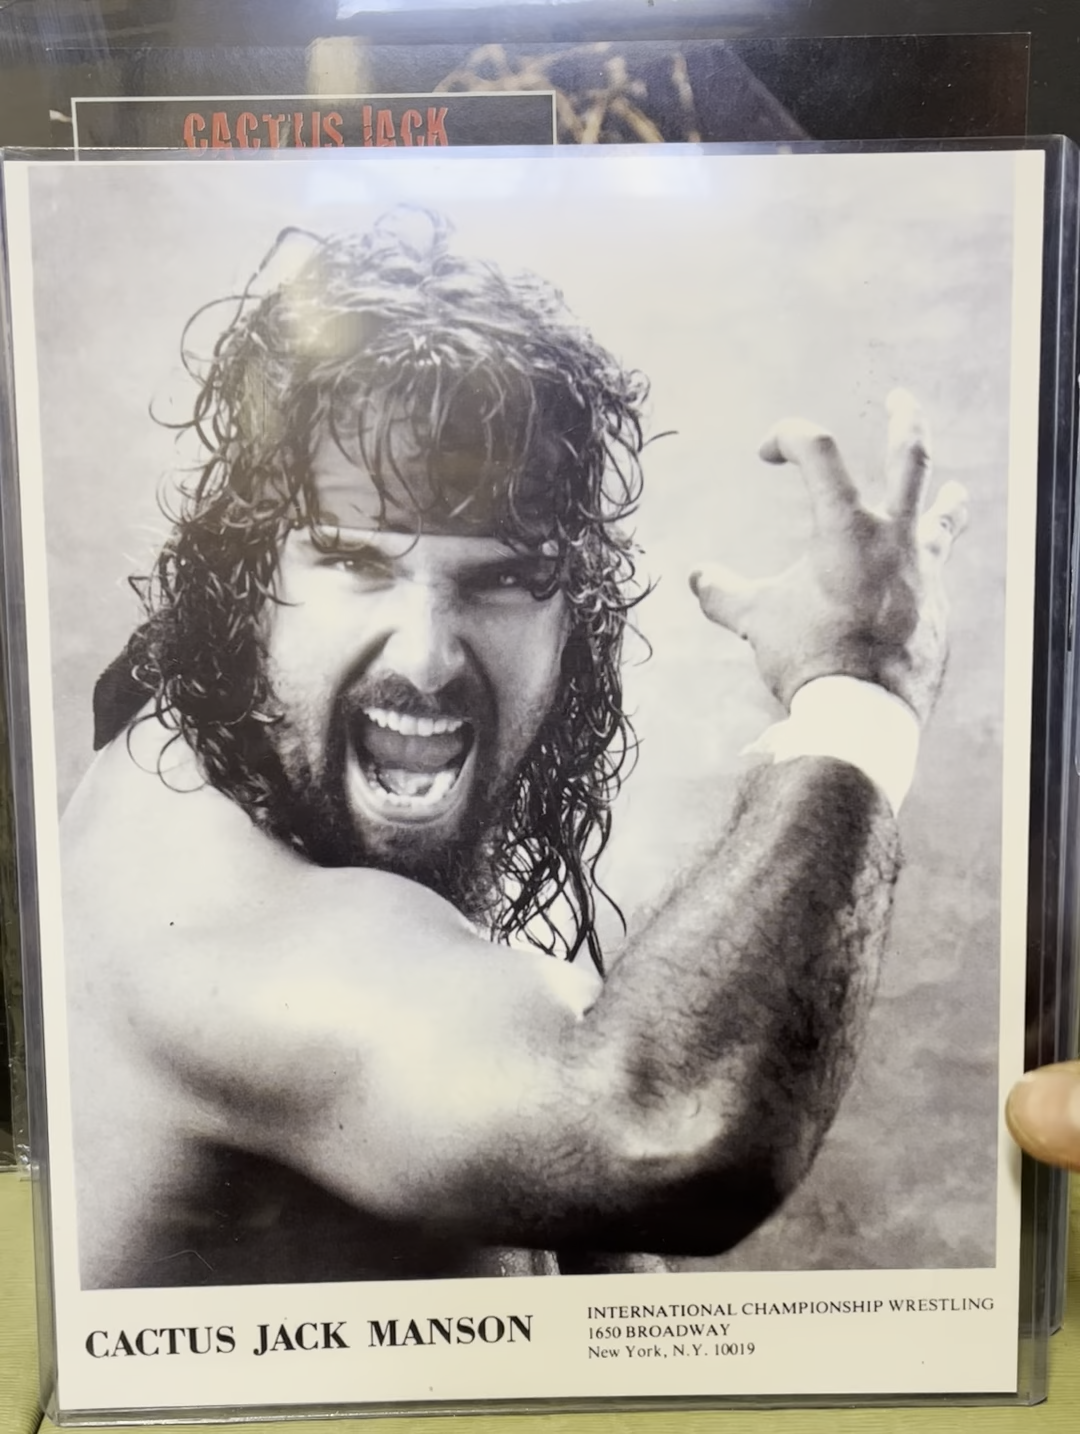 CACTUS JACK
CACTUS JACK MANSON
INTERNATIONAL CHAMPIONSHIP WRESTLING
1650 BROADWAY
New York, N.Y. 10019